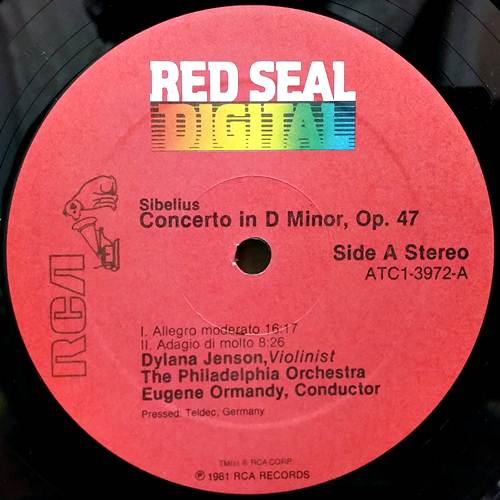 RED SEAL
DIGITAL
Sibelius
Concerto in D Minor, Op. 47
Side A Stereo
ATC1-3972-A
RCA
I. Allegro moderato 16:17
II. Adagio di molto 8:26
Dylana Jenson, Violinist
The Philadelphia Orchestra
Eugene Ormandy, Conductor
Pressed: Teldec, Germany
TM(s) ® RCA CORP.
℗ 1981 RCA RECORDS